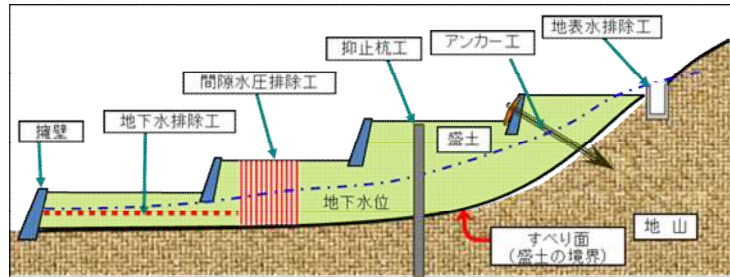 地表水排除工
抑止杭工
アンカー工
間隙水圧排除工
地下水排除工
擁壁
盛土
地下水位
地山
すべり面
(盛土の境界)